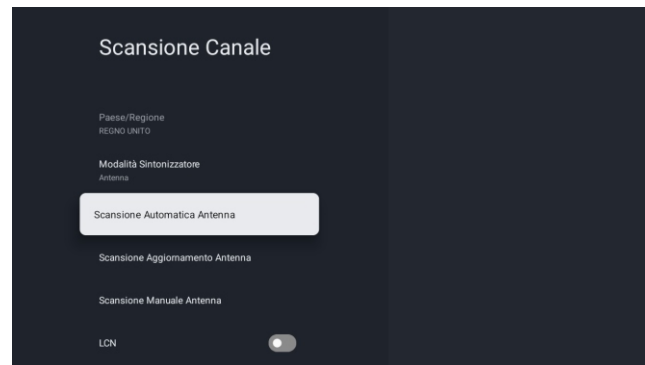 Scansione Canale
Paese/Regione
REGNO UNITO
Modalità Sintonizzatore
Antenna
Scansione Automatica Antenna
Scansione Aggiornamento Antenna
Scansione Manuale Antenna
LCN